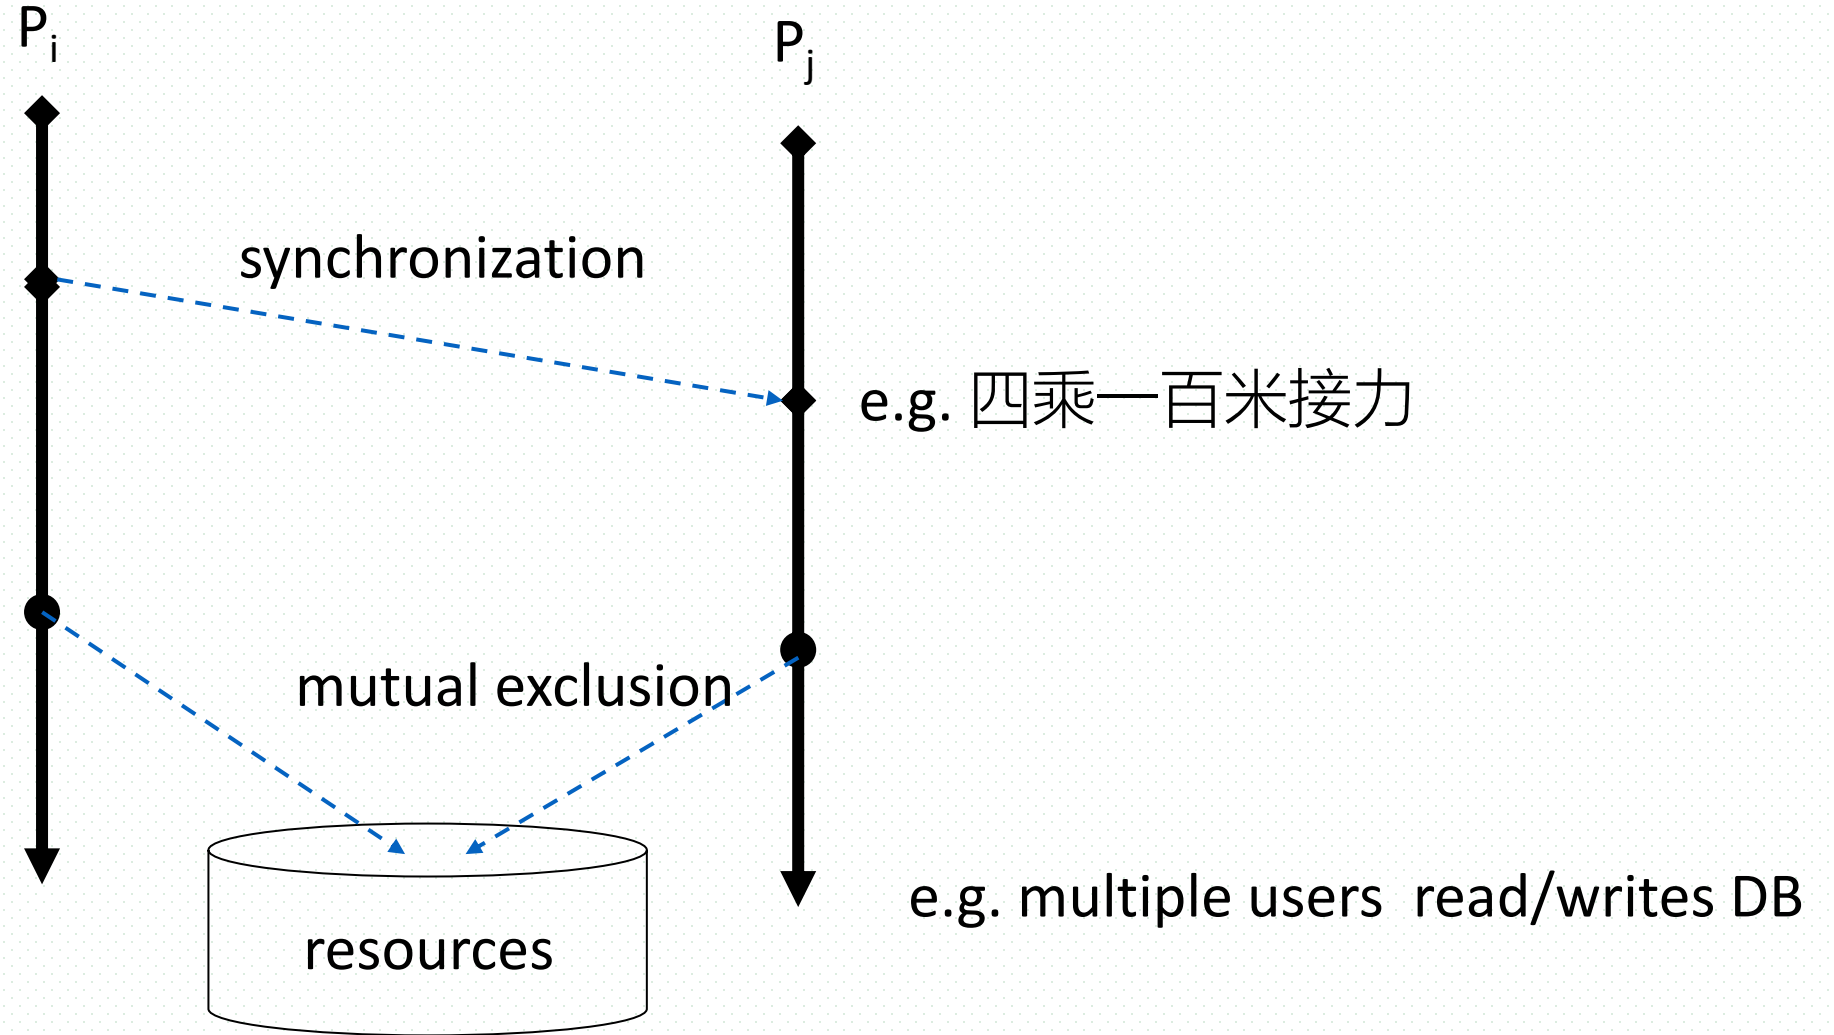 Pi
Pj
synchronization
e.g. 四乘一百米接力
mutual exclusion
resources
e.g. multiple users read/writes DB